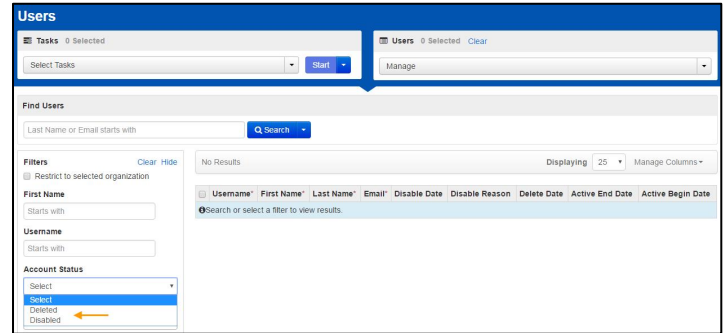 Users
Tasks 0 Selected
Users 0 Selected Clear
Select Tasks
Start
Manage
Find Users
Last Name or Email starts with
Search
Filters Clear Hide
Restrict to selected organization
First Name
Starts with
Username
Starts with
Account Status
Select
Select
Deleted
Disabled
No Results Displaying 25 Manage Columns
Username* First Name* Last Name* Email* Disable Date Disable Reason Delete Date Active End Date Active Begin Date
Search or select a filter to view results.